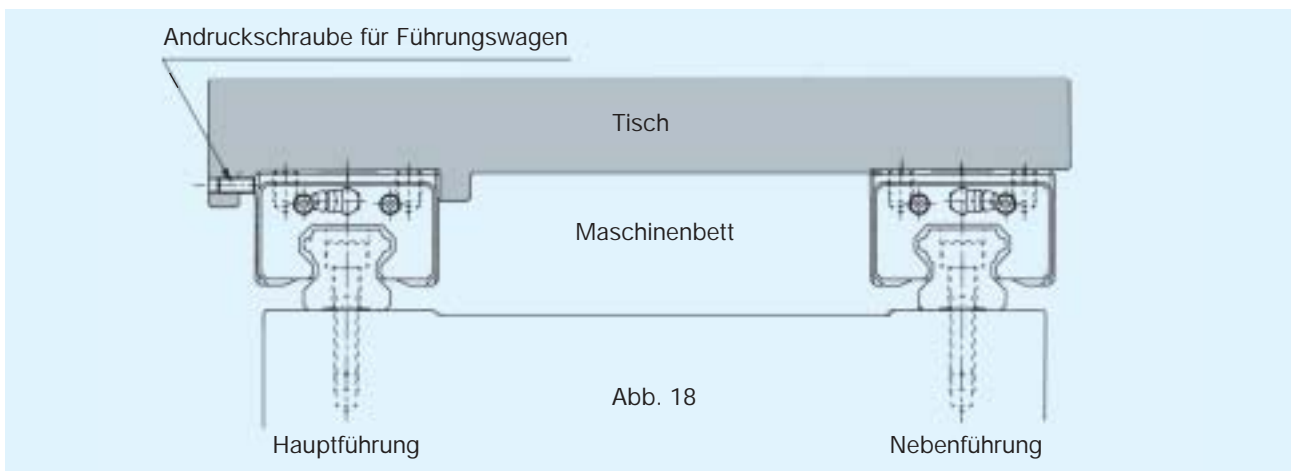 Andruckschraube für Führungswagen
Tisch
Maschinenbett
Abb. 18
Hauptführung
Nebenführung